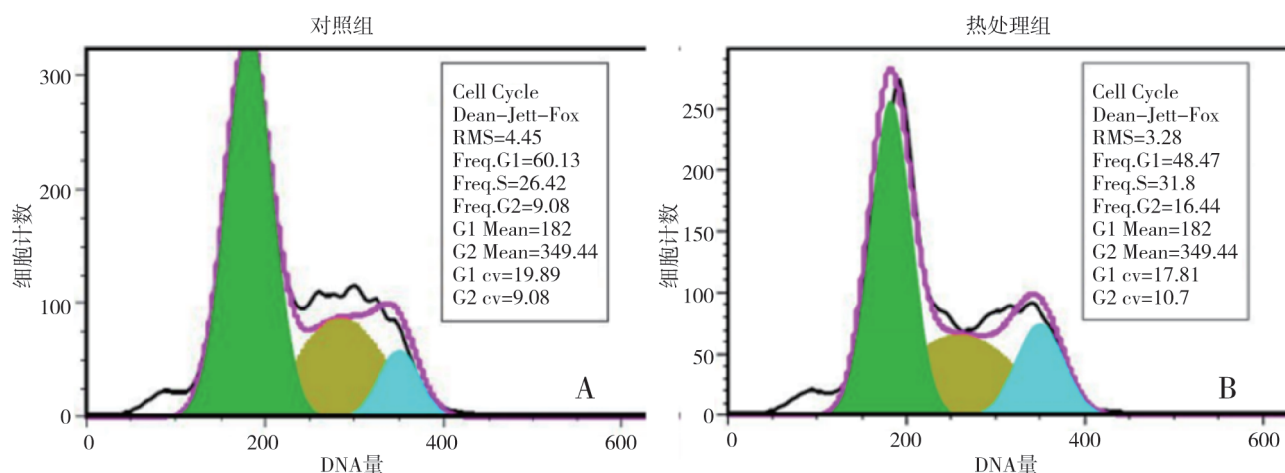 对照组
300
200
100
0
细胞计数
0
200
400
600
DNA量
Cell Cycle
Dean-Jett-Fox
RMS=4.45
Freq.G1=60.13
Freq.S=26.42
Freq.G2=9.08
G1 Mean=182
G2 Mean=349.44
G1 cv=19.89
G2 cv=9.08
A
热处理组
250
200
150
100
50
0
细胞计数
0
200
400
600
DNA量
Cell Cycle
Dean-Jett-Fox
RMS=3.28
Freq.G1=48.47
Freq.S=31.8
Freq.G2=16.44
G1 Mean=182
G2 Mean=349.44
G1 cv=17.81
G2 cv=10.7
B